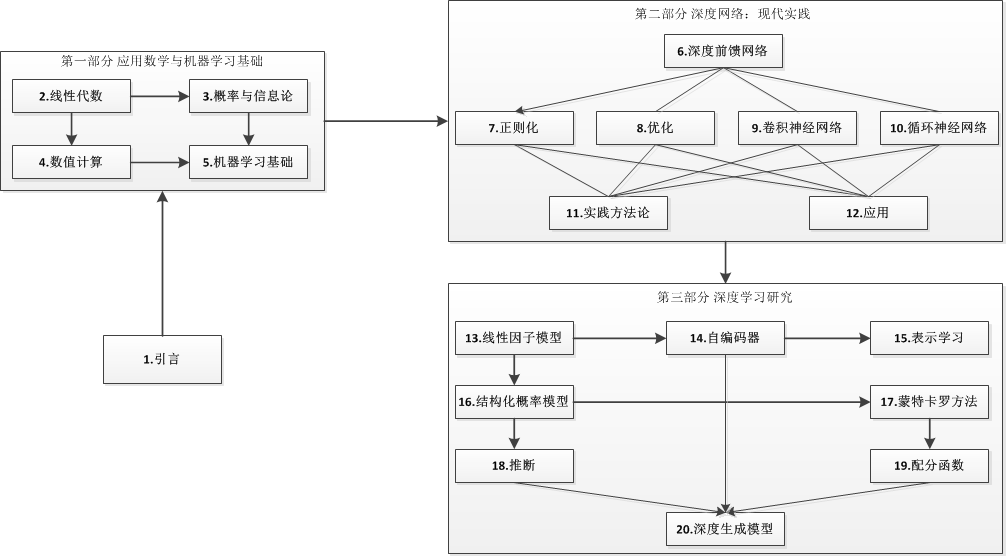 第一部分 应用数学与机器学习基础
2.线性代数
3.概率与信息论
4.数值计算
5.机器学习基础
1.引言
第二部分 深度网络：现代实践
6.深度前馈网络
7.正则化
8.优化
9.卷积神经网络
10.循环神经网络
11.实践方法论
12.应用
第三部分 深度学习研究
13.线性因子模型
14.自编码器
15.表示学习
16.结构化概率模型
17.蒙特卡罗方法
18.推断
19.配分函数
20.深度生成模型